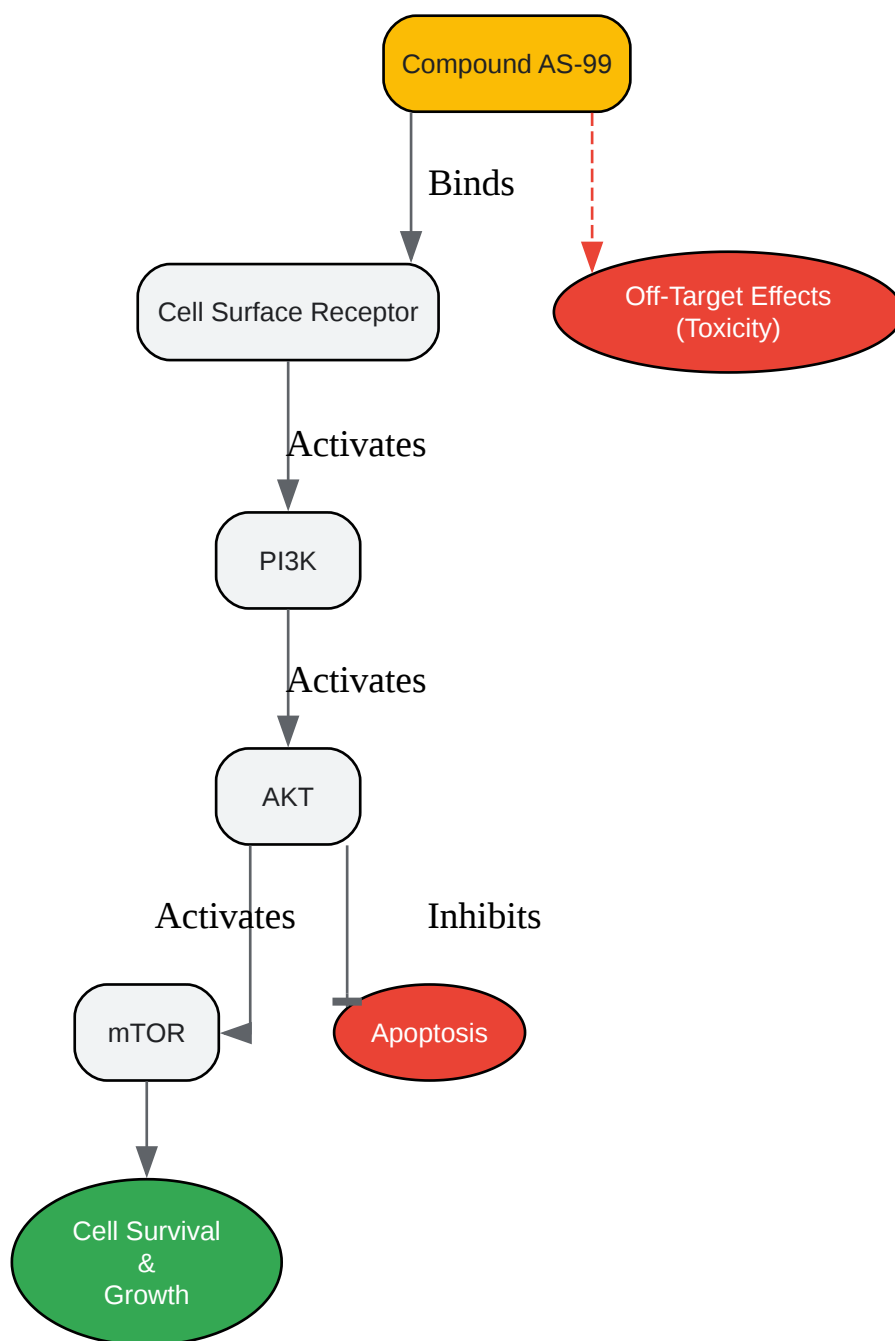 Compound AS-99
Binds
Cell Surface Receptor
Off-Target Effects
(Toxicity)
Activates
PI3K
Activates
AKT
Activates
Inhibits
mTOR
Apoptosis
Cell Survival
&
Growth